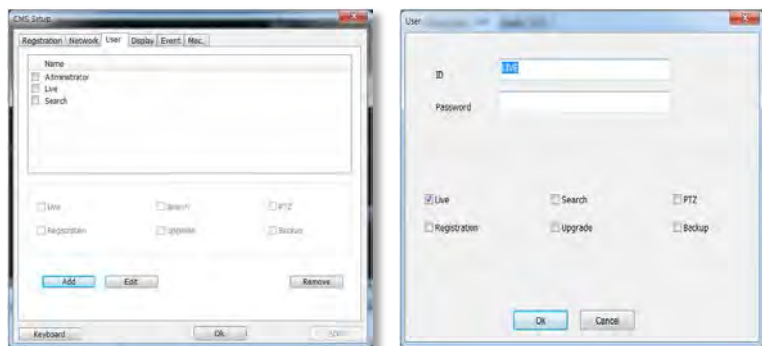 CMS Setup
Registration Network User Display Event Misc.
Name
Administrator
Live
Search
Live Search PTZ
Registration Upgrade Backup
Add Edit Remove
Keyboard Ok
User
ID LIVE
Password
Live Search PTZ
Registration Upgrade Backup
Ok Cancel